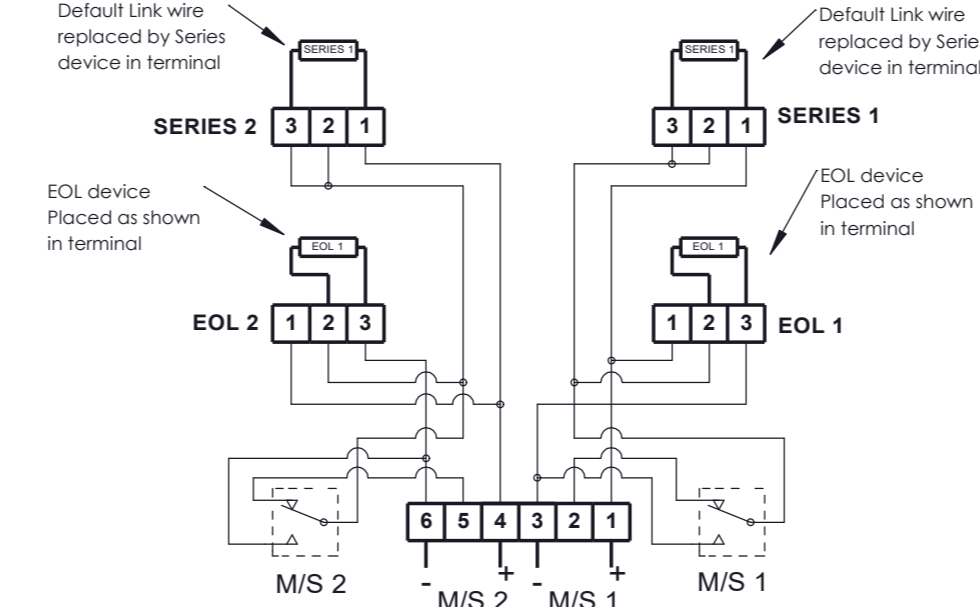 Default Link wire
replaced by Series
device in terminal
SERIES 1
SERIES 2
3 2 1
EOL device
Placed as shown
in terminal
EOL 1
EOL 2
1 2 3
Default Link wire
replaced by Serie
device in terminal
SERIES 1
3 2 1
SERIES 1
EOL device
Placed as shown
in terminal
EOL 1
1 2 3
EOL 1
6 5 4 3 2 1
M/S 2
- + - +
M/S 2 M/S 1
M/S 1